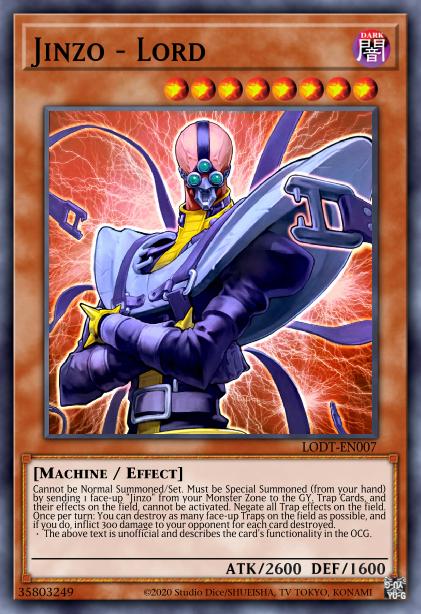 JINZO - LORD
DARK
闇
LODT-EN007
[MACHINE / EFFECT]
Cannot be Normal Summoned/Set. Must be Special Summoned (from your hand)
by sending 1 face-up "Jinzo" from your Monster Zone to the GY. Trap Cards, and
their effects on the field, cannot be activated. Negate all Trap effects on the field.
Once per turn: You can destroy as many face-up Traps on the field as possible, and
if you do, inflict 300 damage to your opponent for each card destroyed.
· The above text is unofficial and describes the card's functionality in the OCG.
ATK/2600 DEF/1600
35803249
©2020 Studio Dice/SHUEISHA, TV TOKYO, KONAMI